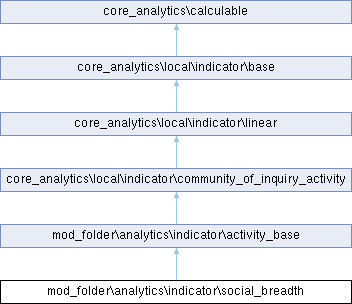 core_analytics\calculable
core_analytics\local\indicator\base
core_analytics\local\indicator\linear
core_analytics\local\indicator\community_of_inquiry_activity
mod_folder\analytics\indicator\activity_base
mod_folder\analytics\indicator\social_breadth